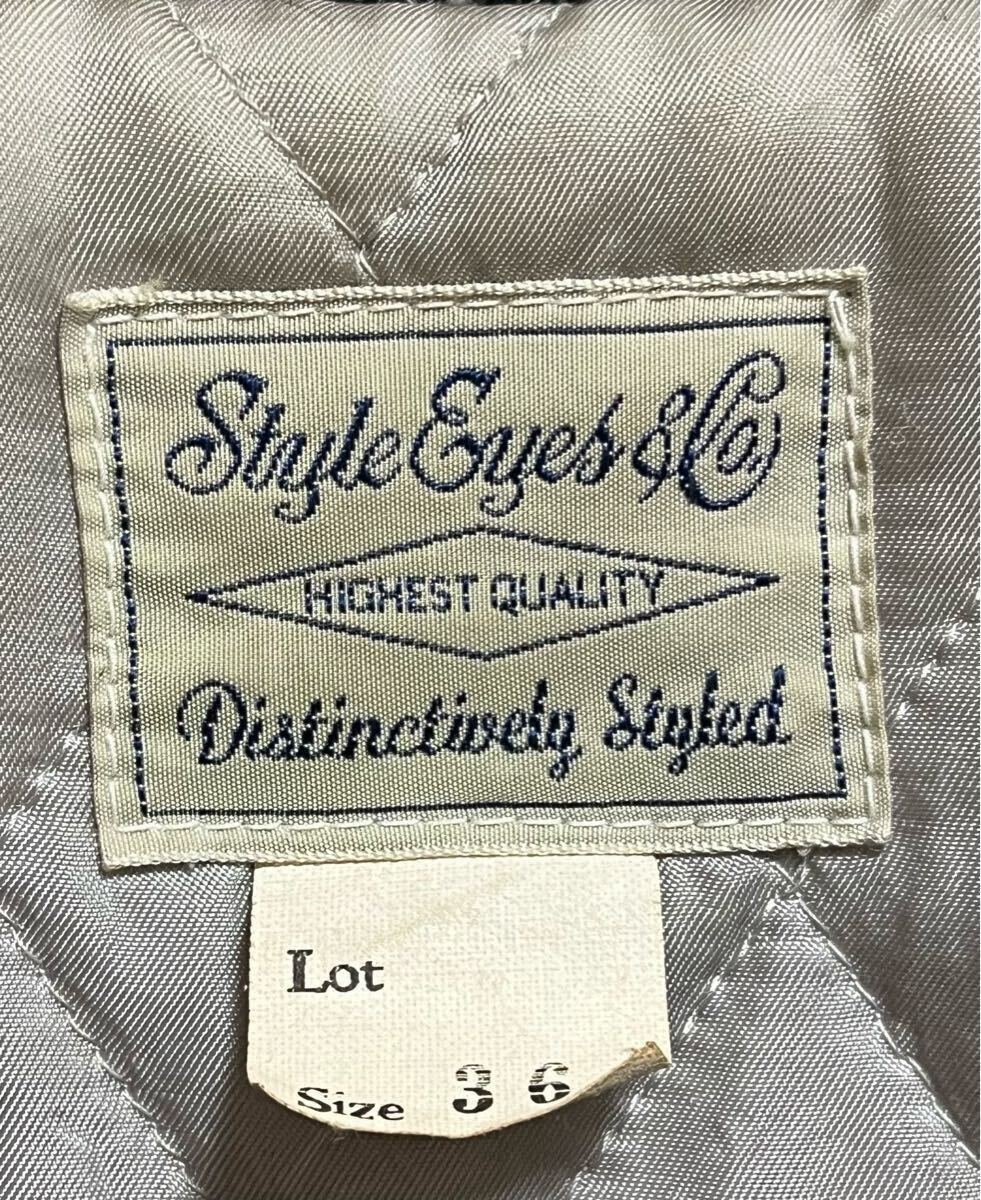 Style Eyes & Co.
HIGHEST QUALITY
Distinctively Styled
Lot
Size 36